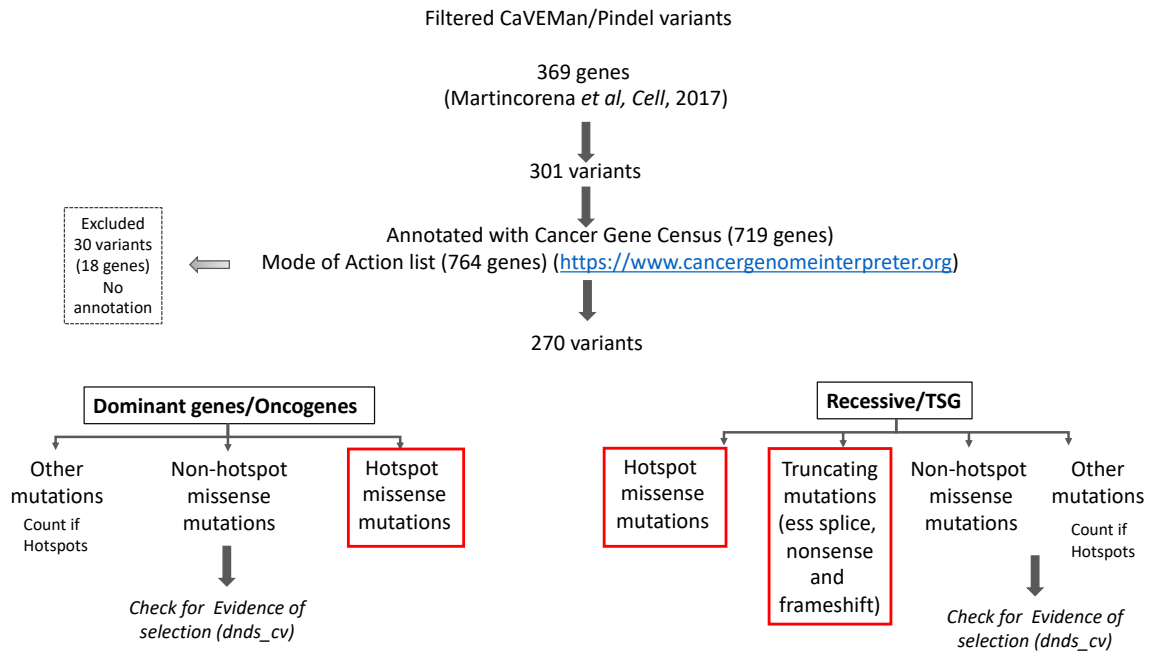 Filtered CaVEMan/Pindel variants
369 genes
(Martincorena et al, Cell, 2017)
301 variants
Excluded
30 variants
(18 genes)
No
annotation
Annotated with Cancer Gene Census (719 genes)
Mode of Action list (764 genes) (https://www.cancergenomeinterpreter.org)
270 variants
Dominant genes/Oncogenes
Other
mutations
Count if
Hotspots
Non-hotspot
missense
mutations
Hotspot
missense
mutations
Check for Evidence of
selection (dnds_cv)
Recessive/TSG
Hotspot
missense
mutations
Truncating
mutations
(ess splice,
nonsense
and
frameshift)
Non-hotspot
missense
mutations
Other
mutations
Count if
Hotspots
Check for Evidence of
selection (dnds_cv)